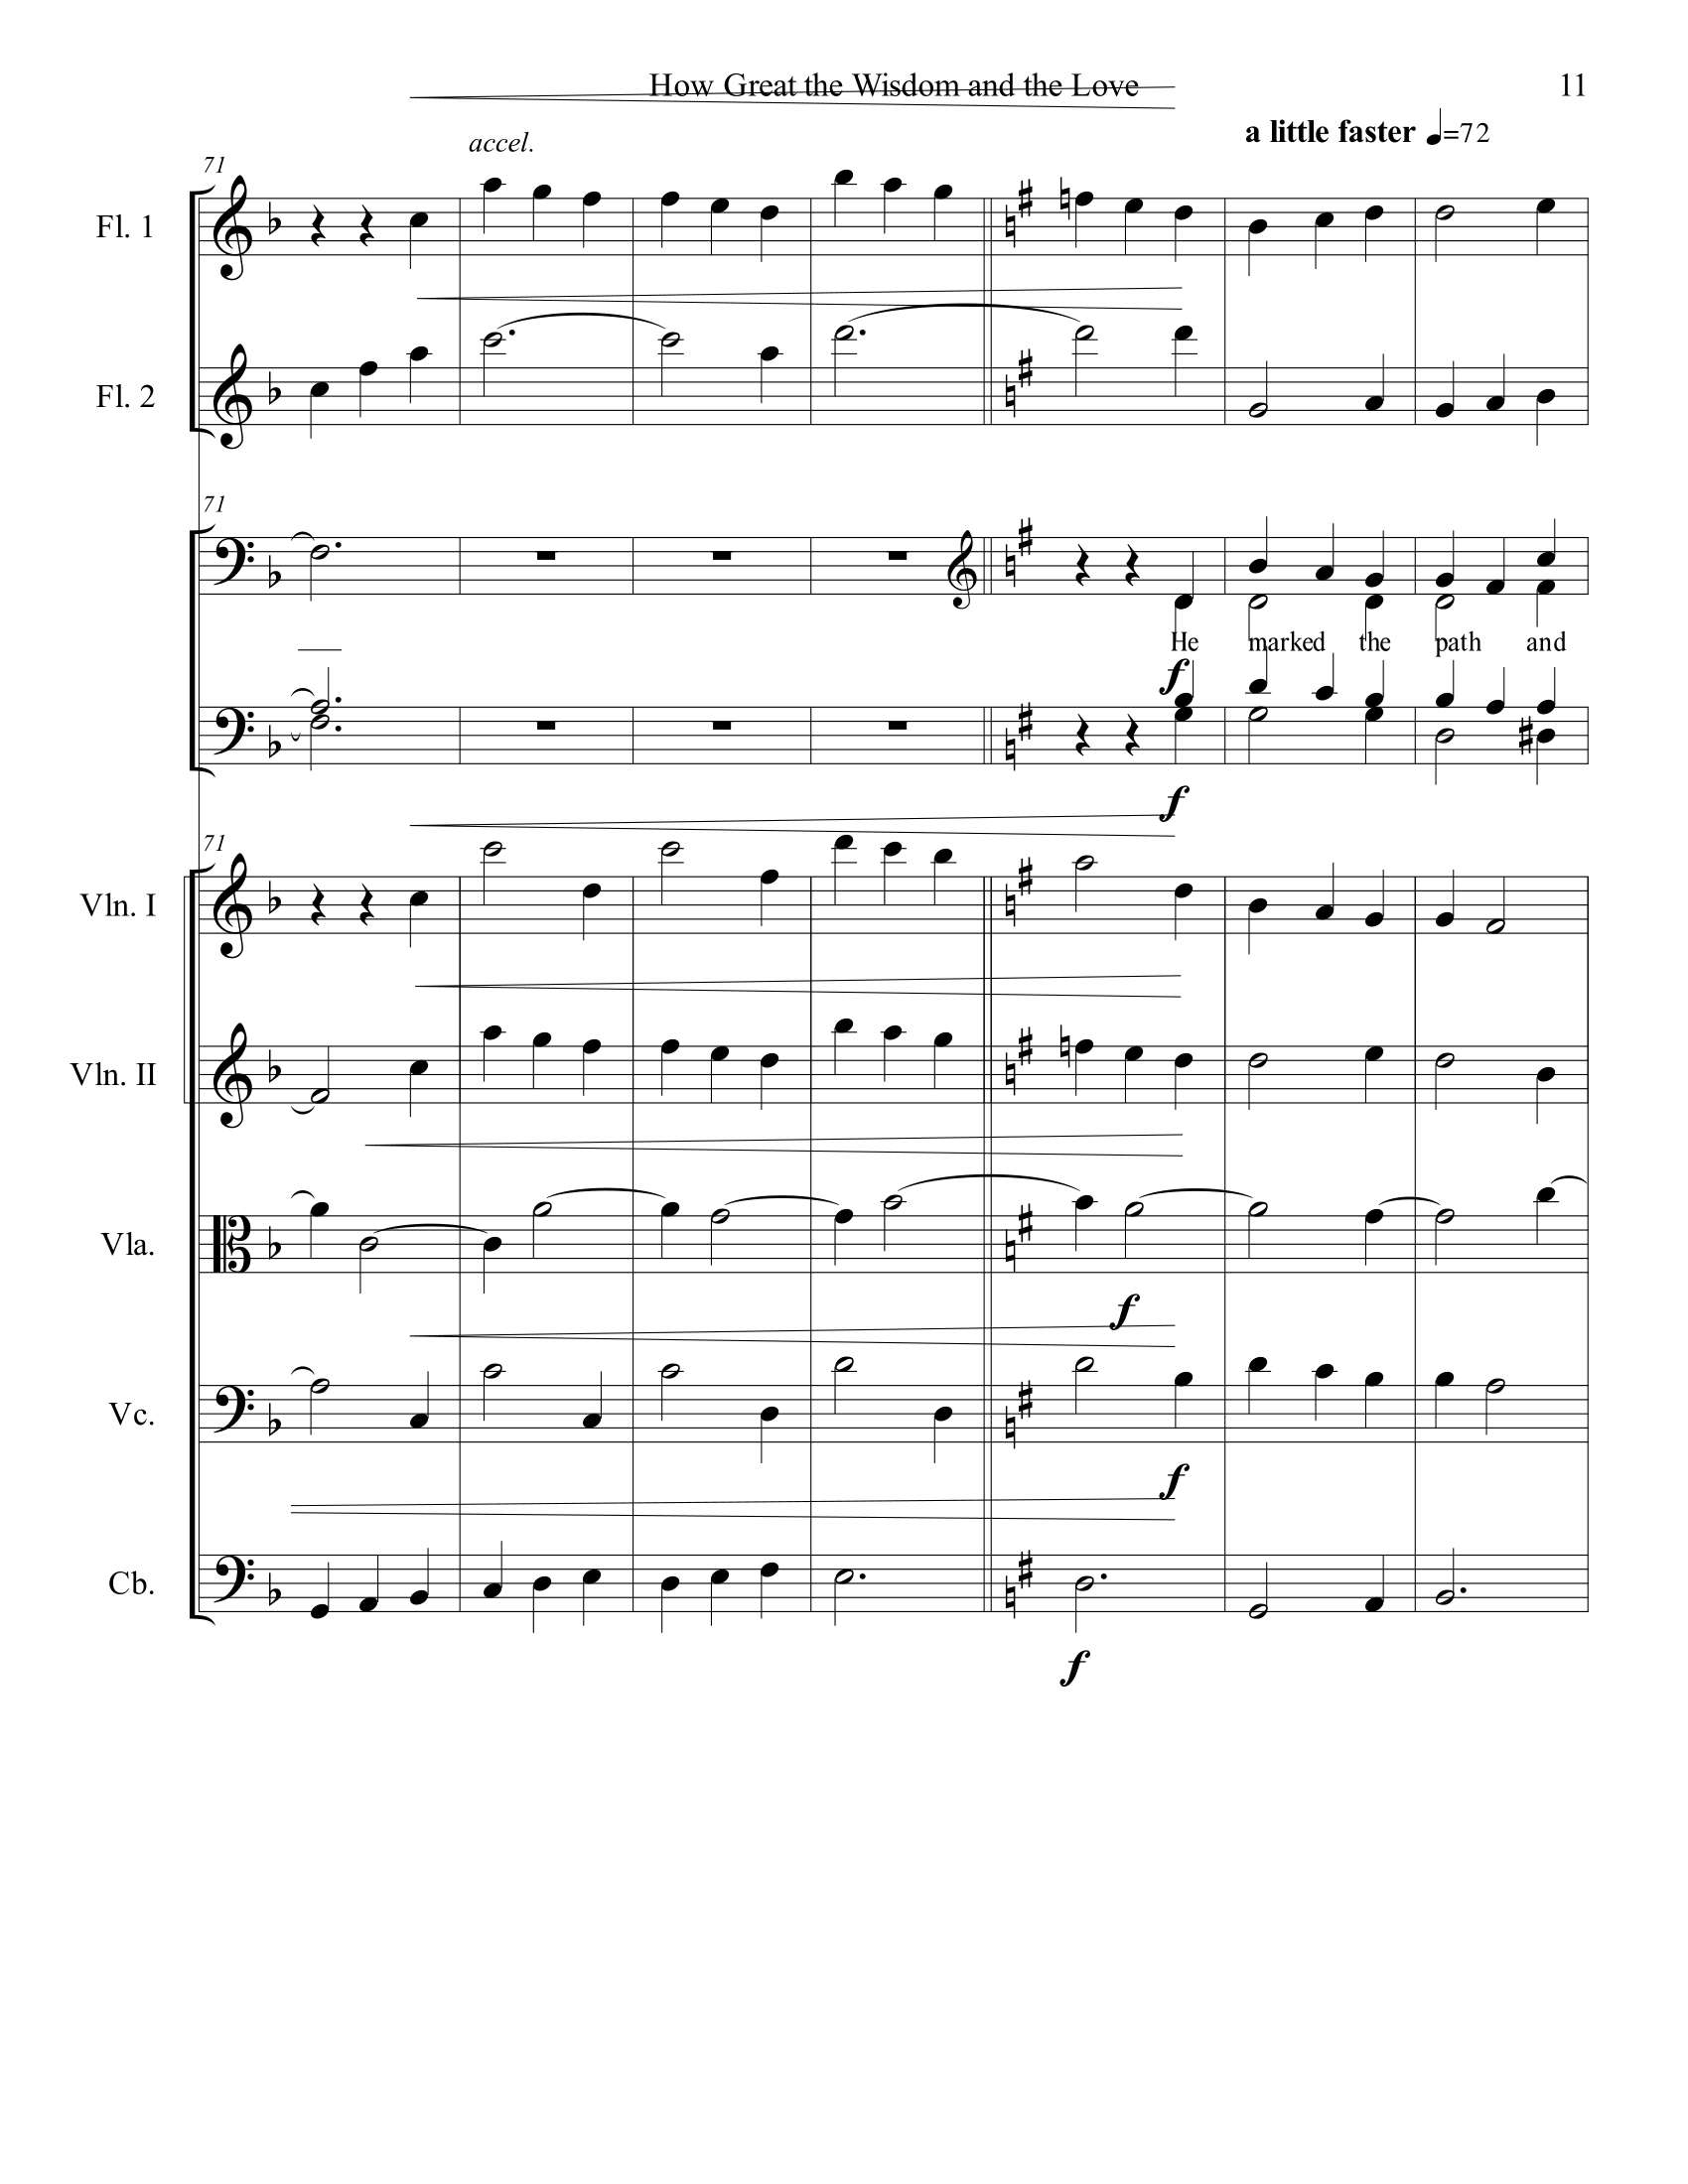 How Great the Wisdom and the Love
11
a little faster ♩=72
accel.
71
Fl. 1
Fl. 2
71
He marked the path and
f
f
71
Vln. I
Vln. II
Vla.
f
Vc.
f
Cb.
f